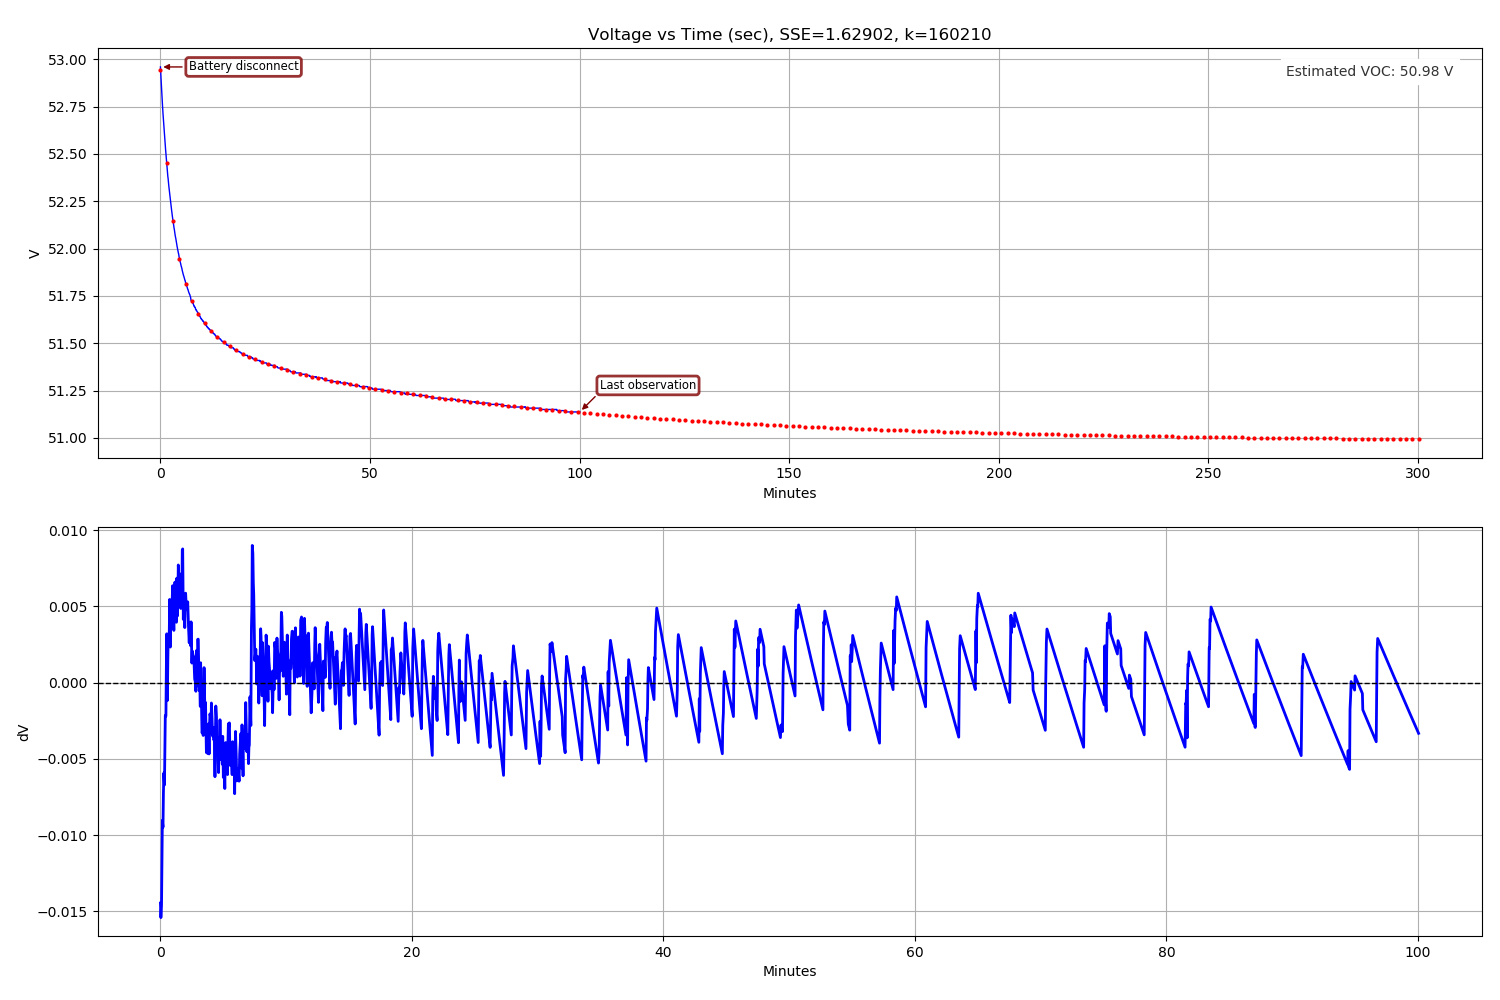 Voltage vs Time (sec), SSE=1.62902, k=160210
53.00
Battery disconnect
Estimated VOC: 50.98 V
52.75
52.50
52.25
52.00
V
51.75
51.50
51.25
Last observation
51.00
0 50 100 150 200 250 300
Minutes
0.010
0.005
0.000
dV
−0.005
−0.010
−0.015
0 20 40 60 80 100
Minutes